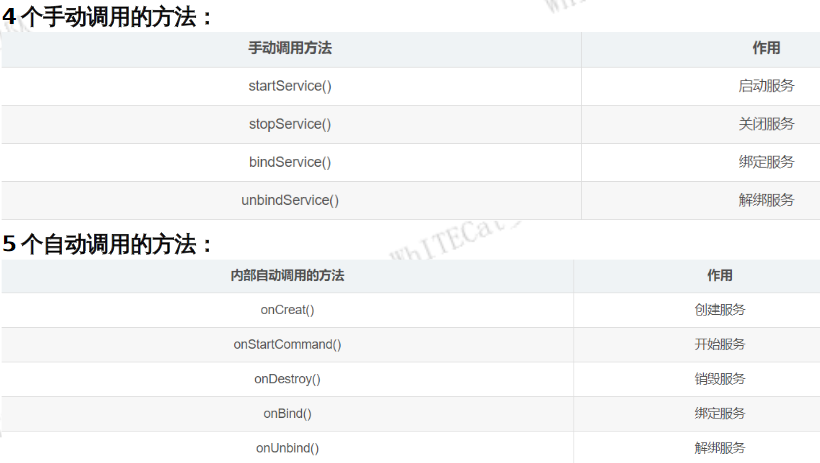 4 个手动调用的方法：
手动调用方法 作用
startService() 启动服务
stopService() 关闭服务
bindService() 绑定服务
unbindService() 解绑服务
WhITECat
5 个自动调用的方法：
内部自动调用的方法 作用
onCreat() 创建服务
onStartCommand() 开始服务
onDestroy() 销毁服务
onBind() 绑定服务
onUnbind() 解绑服务